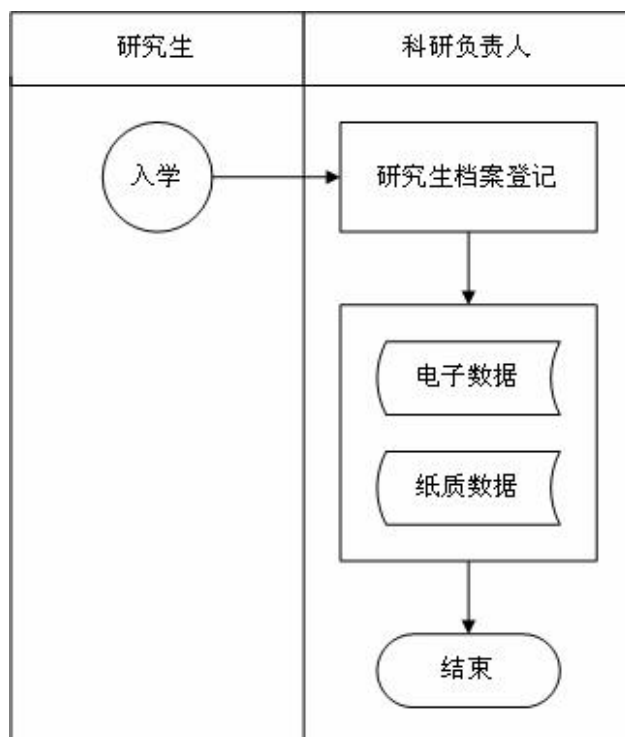 研究生
科研负责人
入学
研究生档案登记
电子数据
纸质数据
结束